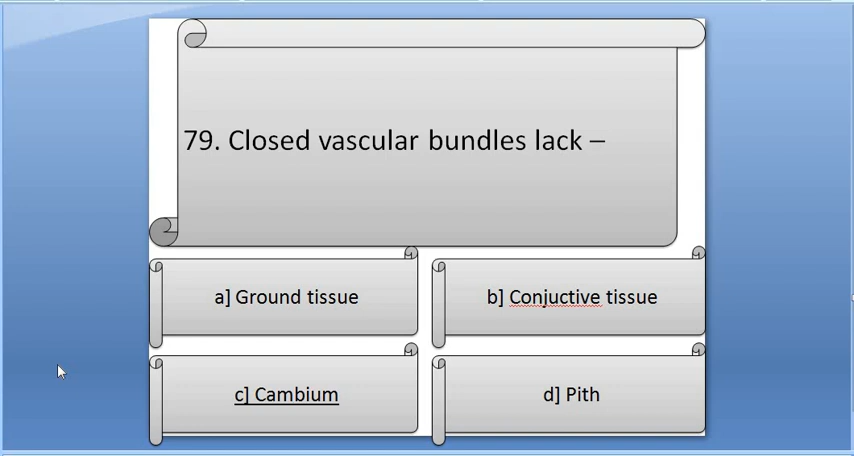 79. Closed vascular bundles lack –
a] Ground tissue
b] Conjuctive tissue
c] Cambium
d] Pith